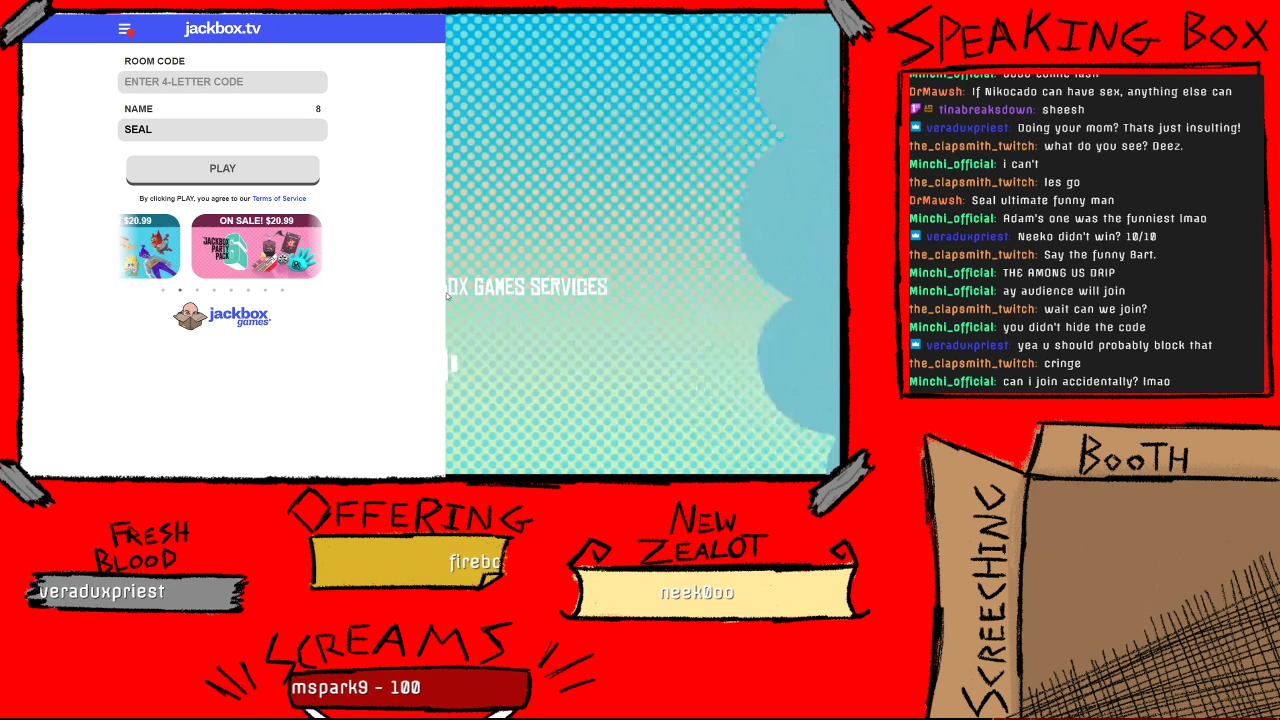 jackbox.tv
ROOM CODE
ENTER 4-LETTER CODE
NAME 8
SEAL
PLAY
By clicking PLAY, you agree to our Terms of Service
$20.99
ON SALE! $20.99
JACKBOX PARTY PACK
jackbox games
OX GAMES SERVICES
SPEAKING BOX
DrMawsh: If Nikocado can have sex, anything else can
tinabreaksdown: sheesh
veraduxpriest: Doing your mom? Thats just insulting!
the_clapsmith_twitch: what do you see? Deez.
Minchi_official: i can't
the_clapsmith_twitch: les go
DrMawsh: Seal ultimate funny man
Minchi_official: Adam's one was the funniest lmao
veraduxpriest: Neeko didn't win? 10/10
the_clapsmith_twitch: Say the funny Bart.
Minchi_official: THE AMONG US DRIP
Minchi_official: ay audience will join
the_clapsmith_twitch: wait can we join?
Minchi_official: you didn't hide the code
veraduxpriest: yea u should probably block that
the_clapsmith_twitch: cringe
Minchi_official: can i join accidentally? lmao
SCREECHING
BOOTH
FRESH
BLOOD
veraduxpriest
OFFERING
firebo
NEW
ZEALOT
neek0oo
SCREAMS
mspark9 - 100